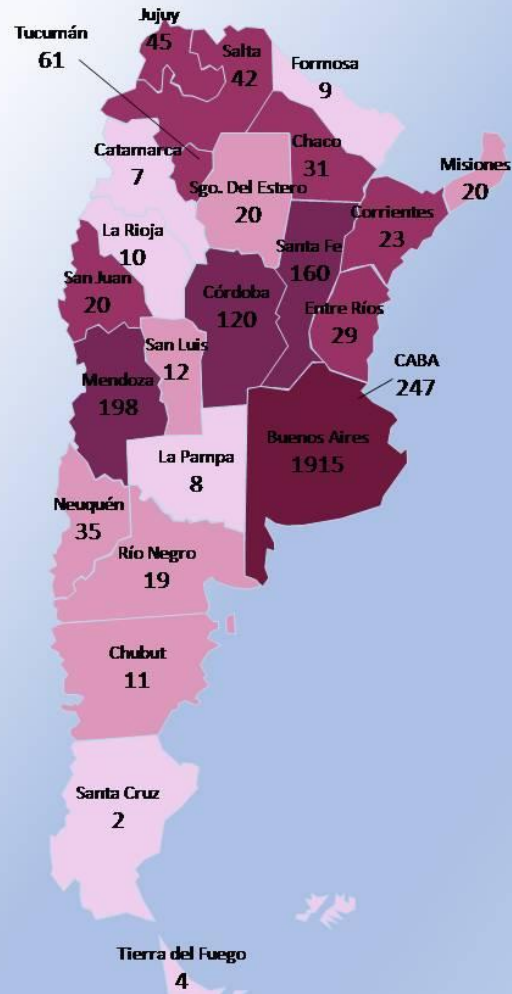 Jujuy
45
Tucumán
61
Salta
42
Formosa
9
Catamarca
7
Chaco
31
Misiones
20
Sgo. Del Estero
20
Corrientes
23
La Rioja
10
Santa Fe
160
San Juan
20
Córdoba
120
Entre Ríos
29
San Luis
12
CABA
247
Mendoza
198
Buenos Aires
1915
La Pampa
8
Neuquén
35
Río Negro
19
Chubut
11
Santa Cruz
2
Tierra del Fuego
4